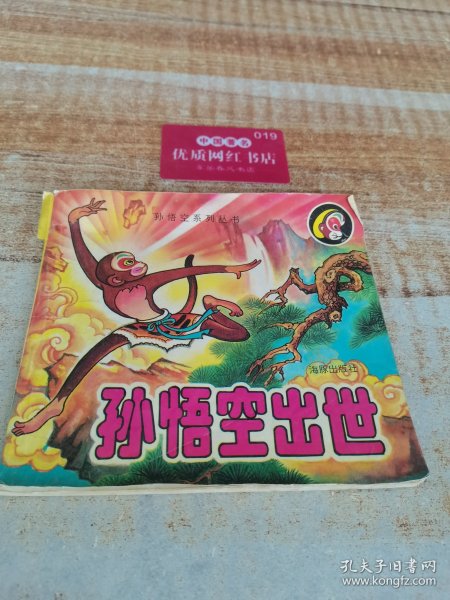 019
中国著名
优质网红书店
孙悟空系列丛书
海豚出版社
孙悟空出世
孔夫子旧书网
www.kongfz.com